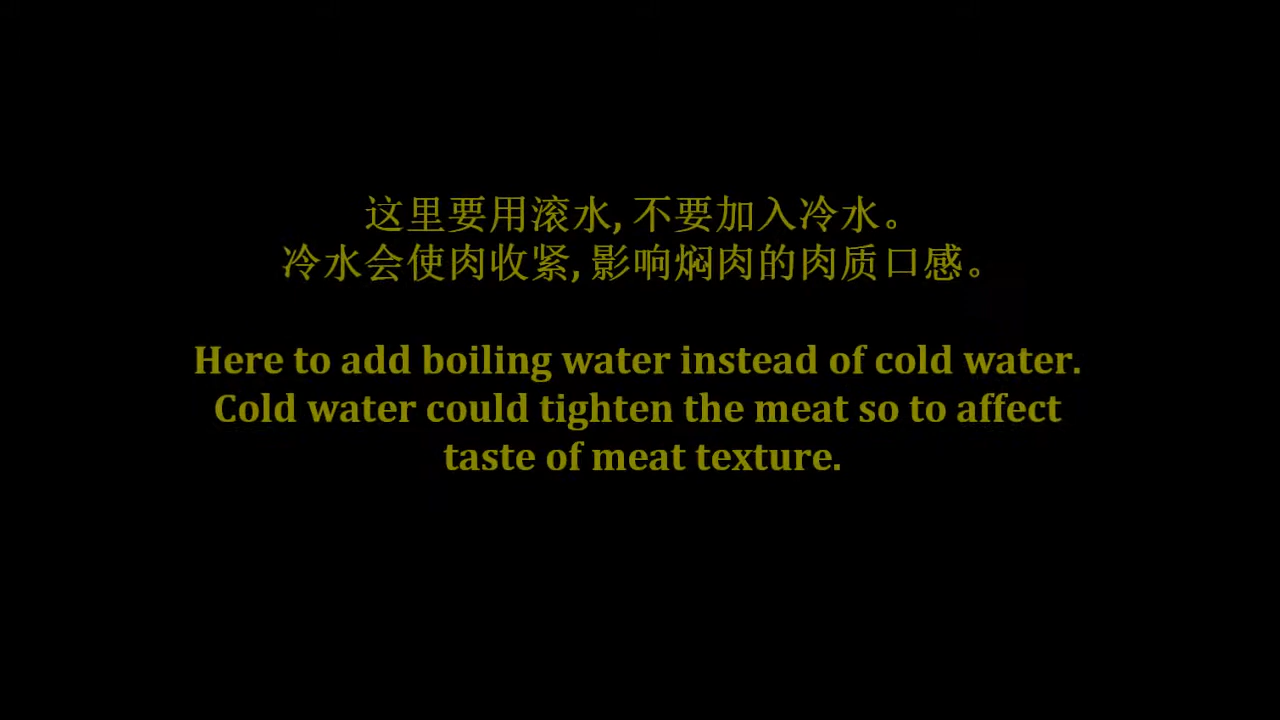 这里要用滚水, 不要加入冷水。
冷水会使肉收紧, 影响焖肉的肉质口感。
Here to add boiling water instead of cold water.
Cold water could tighten the meat so to affect
taste of meat texture.